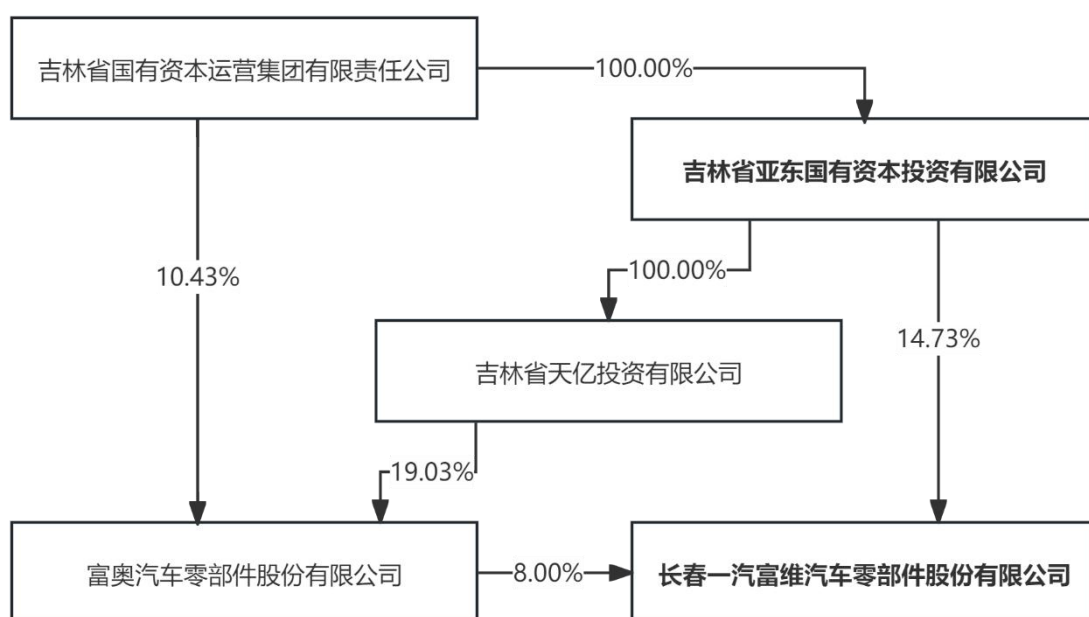 吉林省国有资本运营集团有限责任公司
100.00%
吉林省亚东国有资本投资有限公司
10.43%
100.00%
14.73%
吉林省天亿投资有限公司
19.03%
富奥汽车零部件股份有限公司
8.00%
长春一汽富维汽车零部件股份有限公司